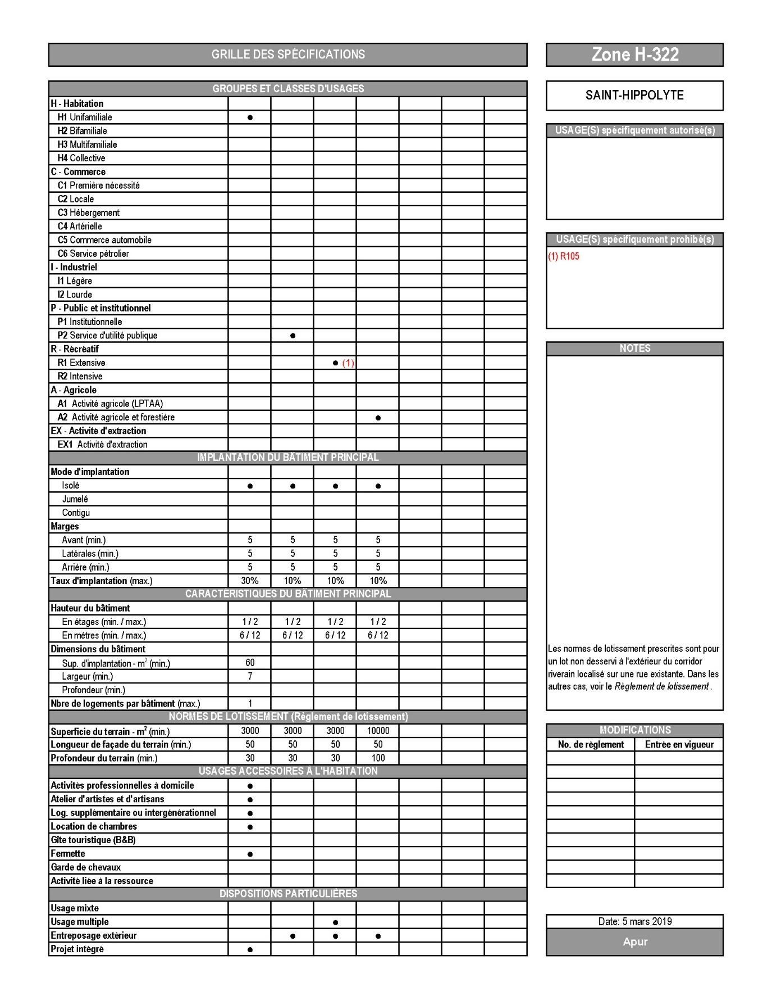 GRILLE DES SPÉCIFICATIONS
Zone H-322
GROUPES ET CLASSES D'USAGES
H - Habitation
H1 Unifamiliale ●
H2 Bifamiliale
H3 Multifamiliale
H4 Collective
C - Commerce
C1 Première nécessité
C2 Locale
C3 Hébergement
C4 Artérielle
C5 Commerce automobile
C6 Service pétrolier
I - Industriel
I1 Légère
I2 Lourde
P - Public et institutionnel
P1 Institutionnelle
P2 Service d'utilité publique ●
R - Récréatif
R1 Extensive ● (1)
R2 Intensive
A - Agricole
A1 Activité agricole (LPTAA)
A2 Activité agricole et forestière ●
EX - Activité d'extraction
EX1 Activité d'extraction
IMPLANTATION DU BÂTIMENT PRINCIPAL
Mode d'implantation
Isolé ● ● ● ●
Jumelé
Contigu
Marges
Avant (min.) 5 5 5 5
Latérales (min.) 5 5 5 5
Arrière (min.) 5 5 5 5
Taux d'implantation (max.) 30% 10% 10% 10%
CARACTÉRISTIQUES DU BÂTIMENT PRINCIPAL
Hauteur du bâtiment
En étages (min. / max.) 1 / 2 1 / 2 1 / 2 1 / 2
En mètres (min. / max.) 6 / 12 6 / 12 6 / 12 6 / 12
Dimensions du bâtiment
Sup. d'implantation - m² (min.) 60
Largeur (min.) 7
Profondeur (min.)
Nbre de logements par bâtiment (max.) 1
NORMES DE LOTISSEMENT (Règlement de lotissement)
Superficie du terrain - m² (min.) 3000 3000 3000 10000
Longueur de façade du terrain (min.) 50 50 50 50
Profondeur du terrain (min.) 30 30 30 100
USAGES ACCESSOIRES À L'HABITATION
Activités professionnelles à domicile ●
Atelier d'artistes et d'artisans ●
Log. supplémentaire ou intergénérationnel ●
Location de chambres ●
Gîte touristique (B&B)
Fermette ●
Garde de chevaux
Activité liée à la ressource
DISPOSITIONS PARTICULIÈRES
Usage mixte
Usage multiple ●
Entreposage extérieur ● ● ●
Projet intégré ●
SAINT-HIPPOLYTE
USAGE(S) spécifiquement autorisé(s)
USAGE(S) spécifiquement prohibé(s)
(1) R105
NOTES
Les normes de lotissement prescrites sont pour
un lot non desservi à l'extérieur du corridor
riverain localisé sur une rue existante. Dans les
autres cas, voir le Règlement de lotissement .
MODIFICATIONS
No. de règlement Entrée en vigueur
Date: 5 mars 2019
Apur